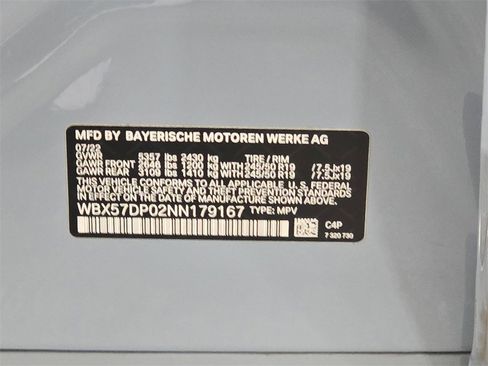 MFD BY BAYERISCHE MOTOREN WERKE AG
07/22
GVWR 5357 lbs 2430 kg TIRE / RIM
GAWR FRONT 2646 lbs 1200 kg WITH 245/50 R19 /7.5Jx19
GAWR REAR 3109 lbs 1410 kg WITH 245/50 R19 /7.5Jx19
THIS VEHICLE CONFORMS TO ALL APPLICABLE U.S. FEDERAL
MOTOR VEHICLE SAFETY AND THEFT PREVENTION STANDARDS
IN EFFECT ON THE DATE OF MANUFACTURE SHOWN ABOVE.
WBX57DP02NN179167 TYPE: MPV
C4P
7 320 730